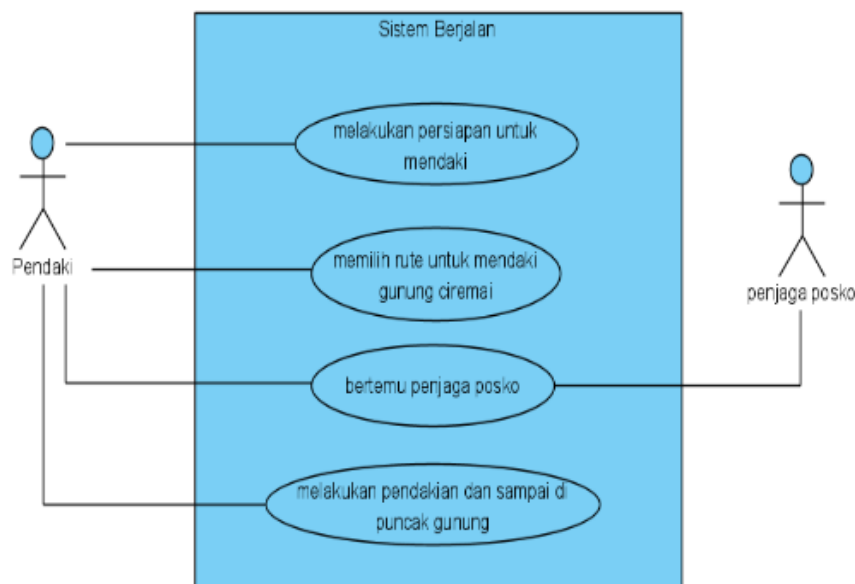 Sistem Berjalan
melakukan persiapan untuk
mendaki
Pendaki
memilih rute untuk mendaki
gunung ciremai
penjaga posko
bertemu penjaga posko
melakukan pendakian dan sampai di
puncak gunung